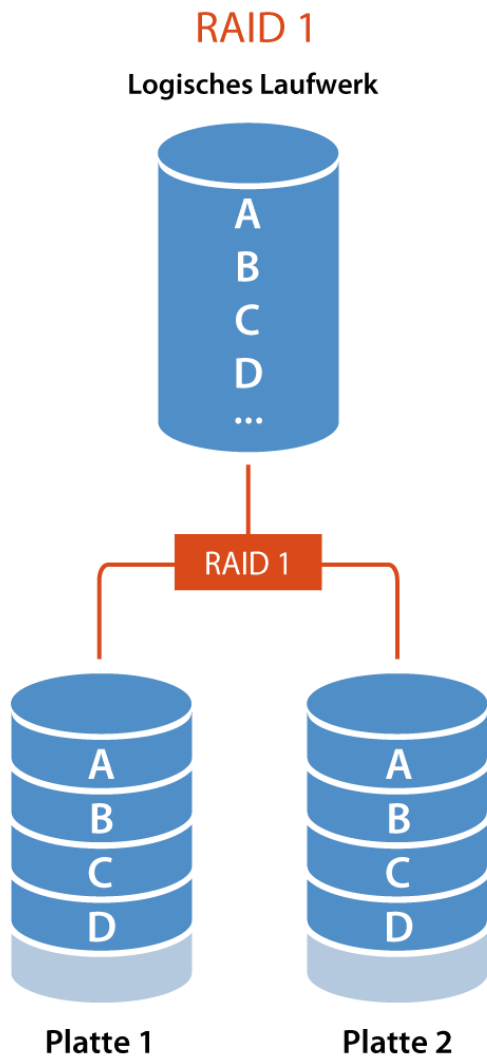 RAID 1
Logisches Laufwerk
A
B
C
D
...
RAID 1
A
B
C
D
A
B
C
D
Platte 1
Platte 2